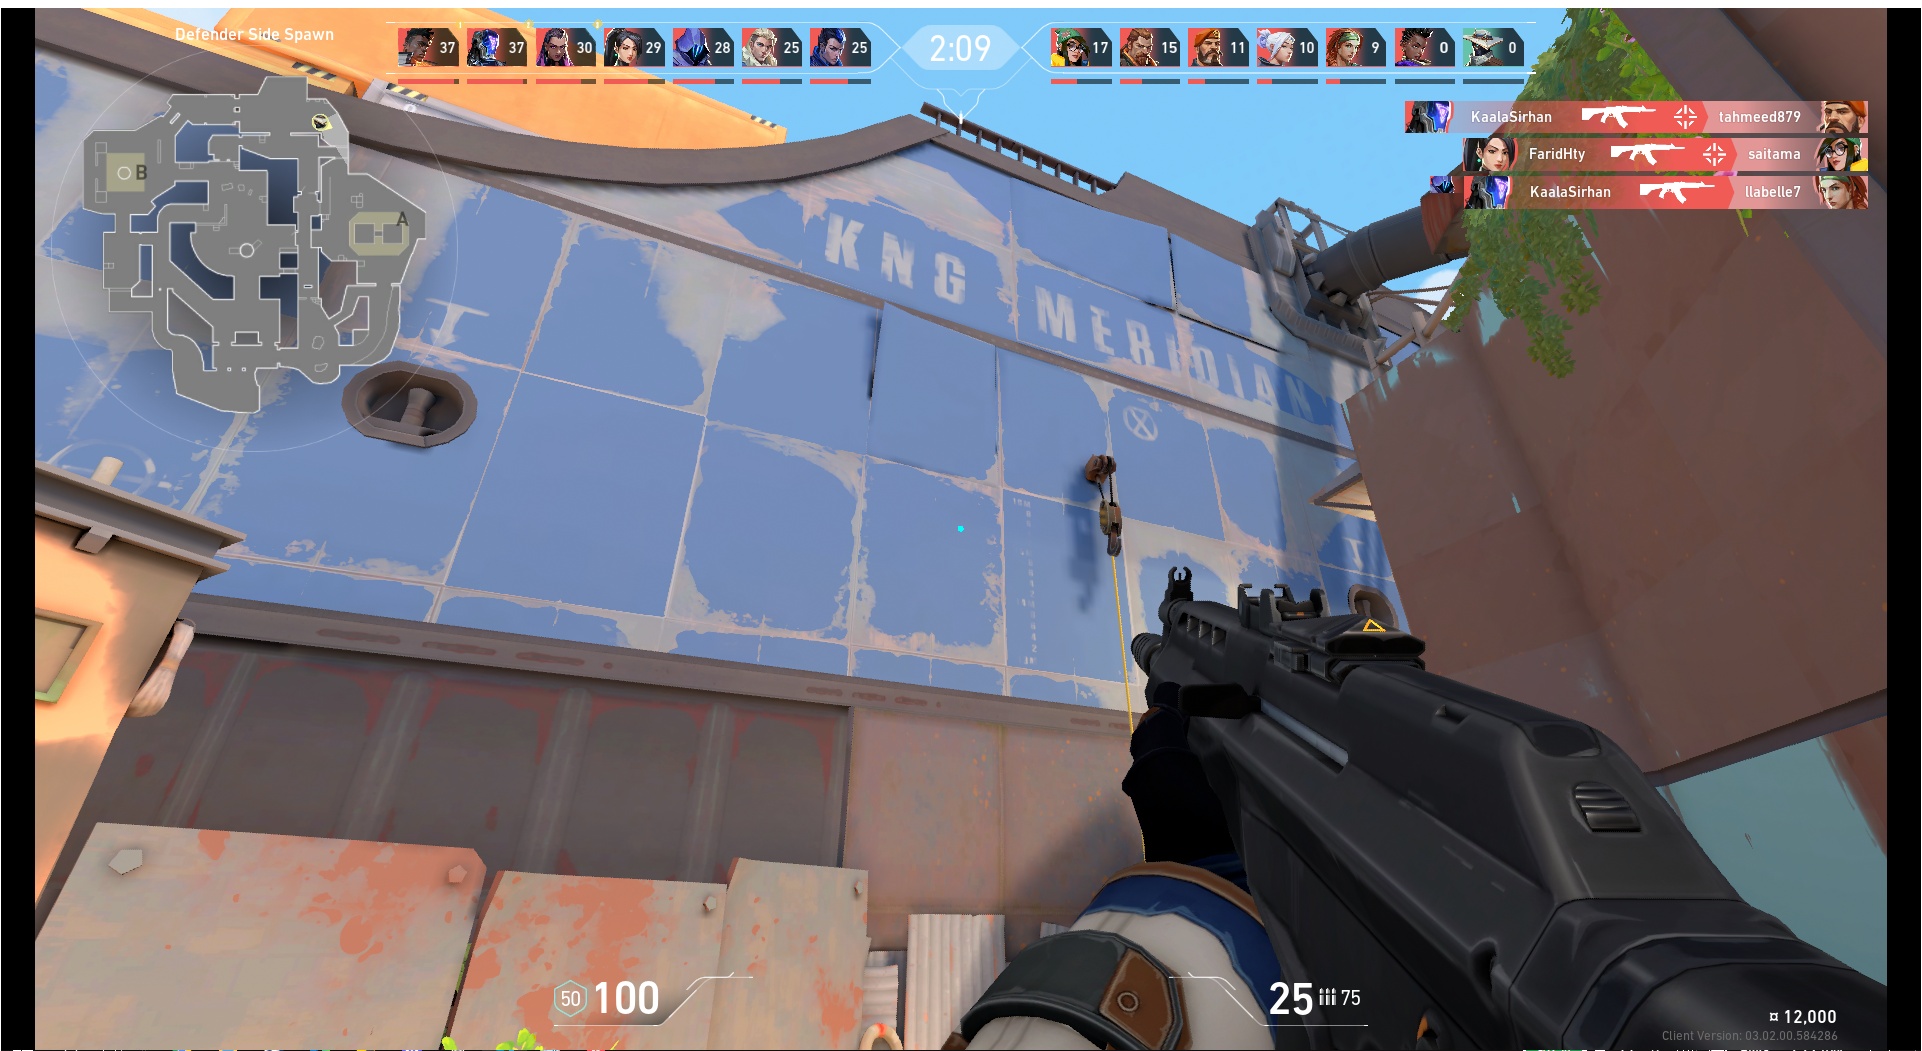 Defender Side Spawn
37 37 30 29 28 25 25
2:09
17 15 11 10 9 0 0
KaalaSirhan tahmeed879
FaridHty saitama
KaalaSirhan llabelle7
B
A
KNG MERIDIAN
50 100
25 75
¤ 12,000
Client Version: 03.02.00.584286